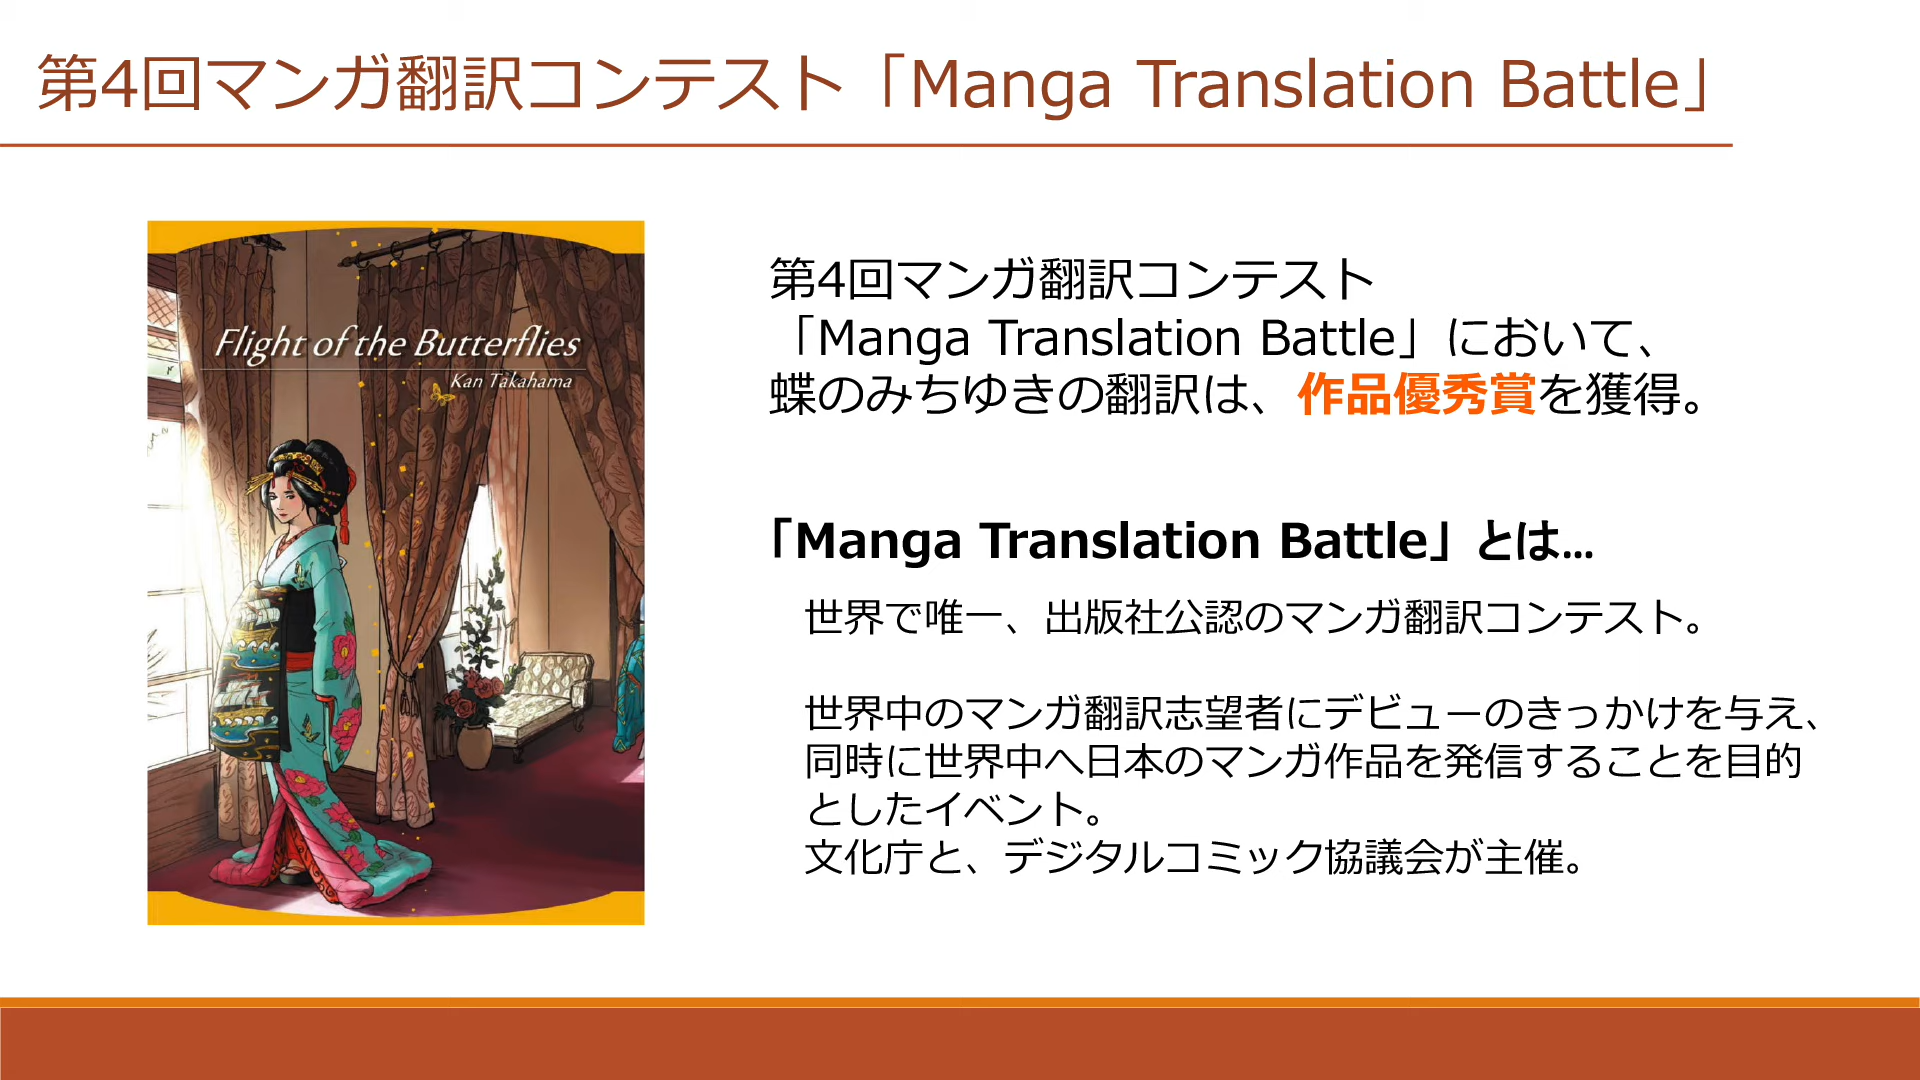 第4回マンガ翻訳コンテスト「Manga Translation Battle」
Flight of the Butterflies
Kan Takahama
第4回マンガ翻訳コンテスト
「Manga Translation Battle」において、
蝶のみちゆきの翻訳は、作品優秀賞を獲得。
「Manga Translation Battle」とは...
世界で唯一、出版社公認のマンガ翻訳コンテスト。
世界中のマンガ翻訳志望者にデビューのきっかけを与え、
同時に世界中へ日本のマンガ作品を発信することを目的
としたイベント。
文化庁と、デジタルコミック協議会が主催。